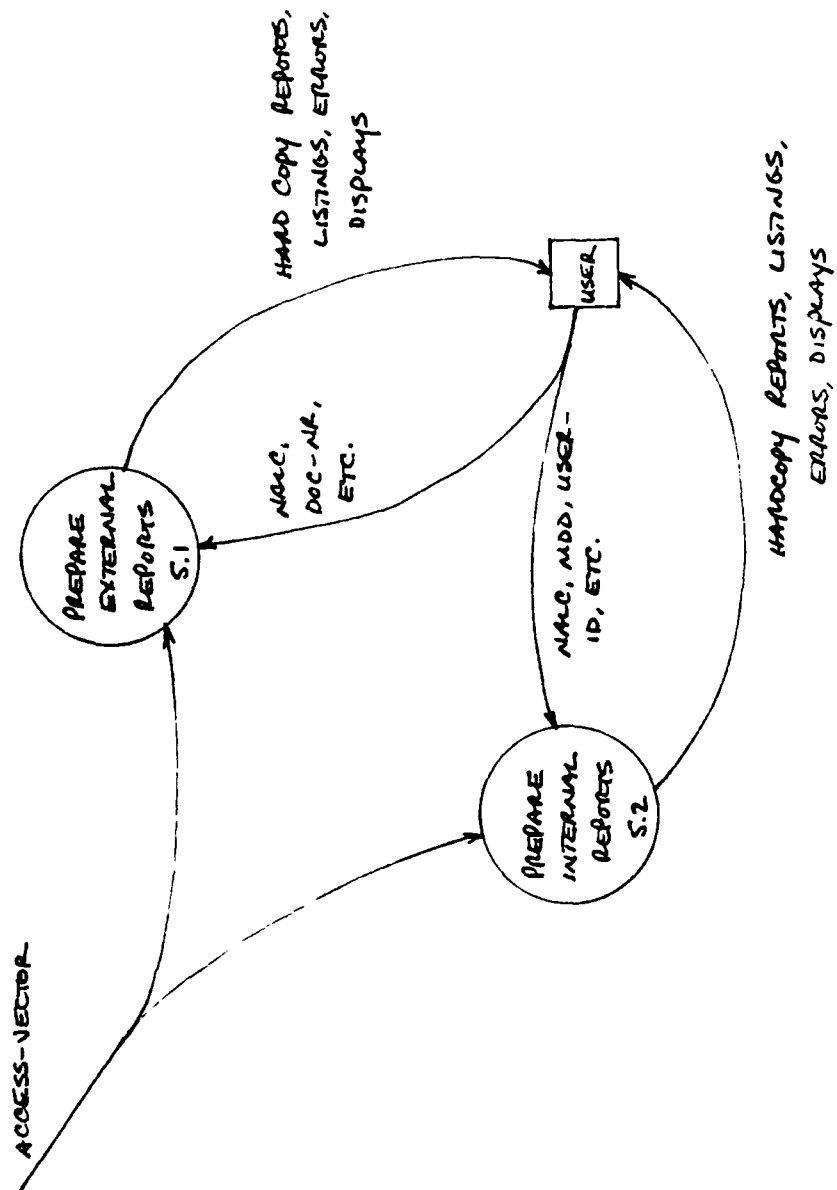 ACCESS-VECTOR
PREPARE
EXTERNAL
REPORTS
5.1
HARD COPY REPORTS,
LISTINGS, ERRORS,
DISPLAYS
NALC,
DOC-NR,
ETC.
USER
PREPARE
INTERNAL
REPORTS
5.2
NALC, MDD, USER-
ID, ETC.
HARDCOPY REPORTS, LISTINGS,
ERRORS, DISPLAYS